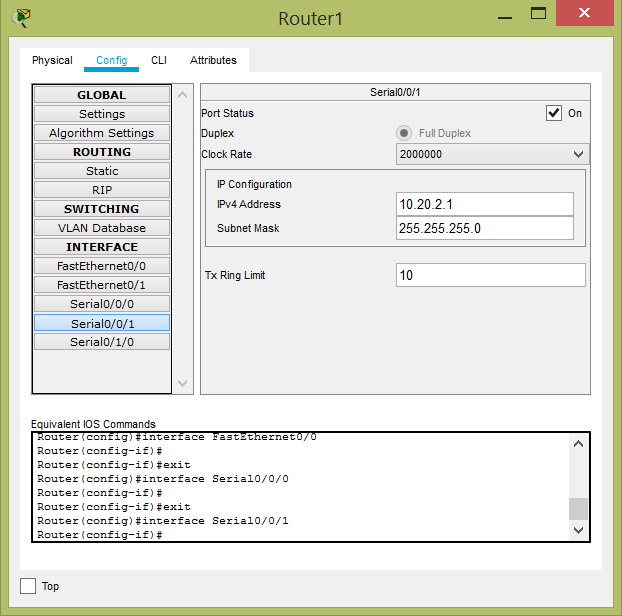 Router1
Physical Config CLI Attributes
GLOBAL
Settings
Algorithm Settings
ROUTING
Static
RIP
SWITCHING
VLAN Database
INTERFACE
FastEthernet0/0
FastEthernet0/1
Serial0/0/0
Serial0/0/1
Serial0/1/0
Serial0/0/1
Port Status On
Duplex Full Duplex
Clock Rate 2000000
IP Configuration
IPv4 Address 10.20.2.1
Subnet Mask 255.255.255.0
Tx Ring Limit 10
Equivalent IOS Commands
Router(config)#interface FastEthernet0/0
Router(config-if)#
Router(config-if)#exit
Router(config)#interface Serial0/0/0
Router(config-if)#
Router(config-if)#exit
Router(config)#interface Serial0/0/1
Router(config-if)#
Top